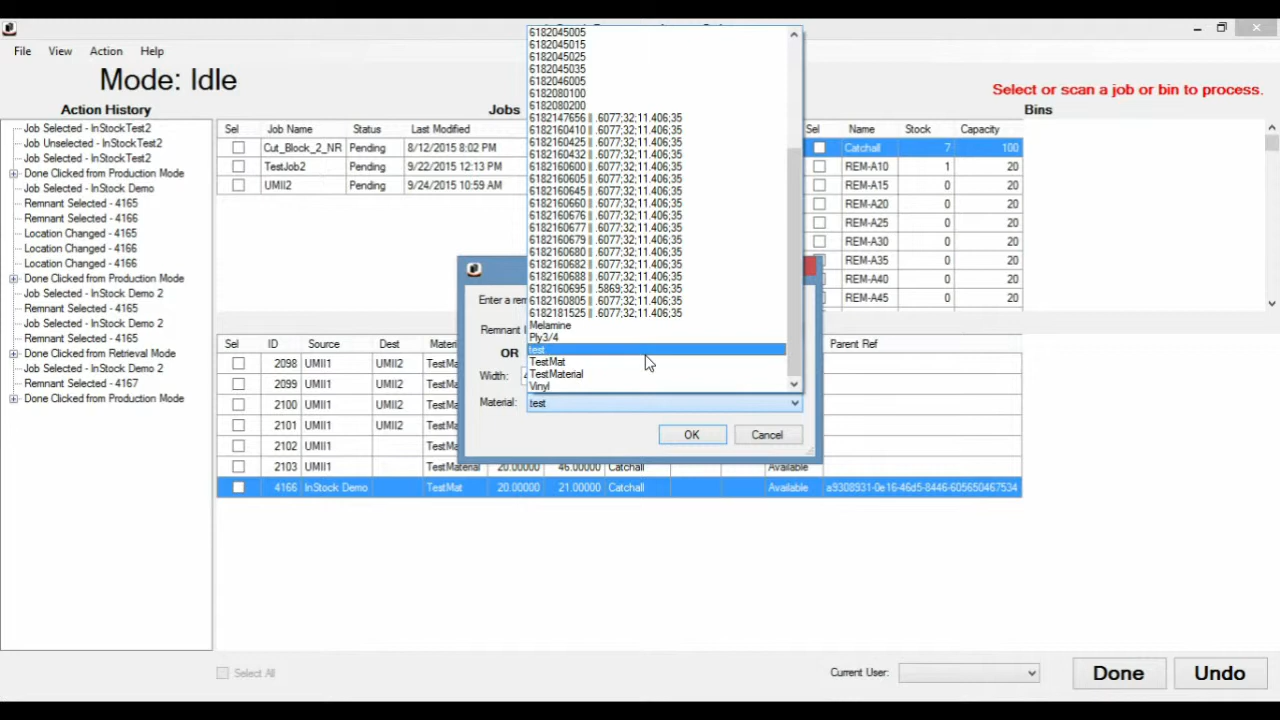 File View Action Help
Mode: Idle
Select or scan a job or bin to process.
Action History
Job Selected - InStockTest2
Job Unselected - InStockTest2
Job Selected - InStockTest2
Done Clicked from Production Mode
Job Selected - InStock Demo
Remnant Selected - 4165
Remnant Selected - 4166
Location Changed - 4165
Location Changed - 4166
Location Changed - 4166
Done Clicked from Production Mode
Job Selected - InStock Demo 2
Remnant Selected - 4165
Job Selected - InStock Demo 2
Remnant Selected - 4165
Done Clicked from Retrieval Mode
Job Selected - InStock Demo 2
Remnant Selected - 4167
Done Clicked from Production Mode
Jobs
Sel Job Name Status Last Modified
Cut_Block_2_NR Pending 8/12/2015 8:02 PM
TestJob2 Pending 9/22/2015 12:13 PM
UMII2 Pending 9/24/2015 10:59 AM
6182045005
6182045015
6182045025
6182045035
6182046005
6182080100
6182080200
6182147656 || .6077;32;11.406;35
6182160410 || .6077;32;11.406;35
6182160425 || .6077;32;11.406;35
6182160432 || .6077;32;11.406;35
6182160600 || .6077;32;11.406;35
6182160605 || .6077;32;11.406;35
6182160645 || .6077;32;11.406;35
6182160660 || .6077;32;11.406;35
6182160676 || .6077;32;11.406;35
6182160677 || .6077;32;11.406;35
6182160679 || .6077;32;11.406;35
6182160680 || .6077;32;11.406;35
6182160682 || .6077;32;11.406;35
6182160688 || .6077;32;11.406;35
6182160695 || .5869;32;11.406;35
6182160805 || .6077;32;11.406;35
6182181525 || .6077;32;11.406;35
Melamine
Ply3/4
test
TestMat
TestMaterial
Vinyl
Enter a rem
Remnant I
OR
Width: 4
Material: test
OK Cancel
Bins
Sel Name Stock Capacity
Catchall 7 100
REM-A10 1 20
REM-A15 0 20
REM-A20 0 20
REM-A25 0 20
REM-A30 0 20
REM-A35 0 20
REM-A40 0 20
REM-A45 0 20
Sel ID Source Dest Materi Parent Ref
2098 UMII1 UMII2 TestMa
2099 UMII1 UMII2 TestMa
2100 UMII1 UMII2 TestMa
2101 UMII1 UMII2 TestMa
2102 UMII1 TestMa
2103 UMII1 TestMaterial 20.00000 46.00000 Catchall Available
4166 InStock Demo TestMat 20.00000 21.00000 Catchall Available a9308931-0e16-46d5-8446-605650467534
Select All
Current User:
Done Undo